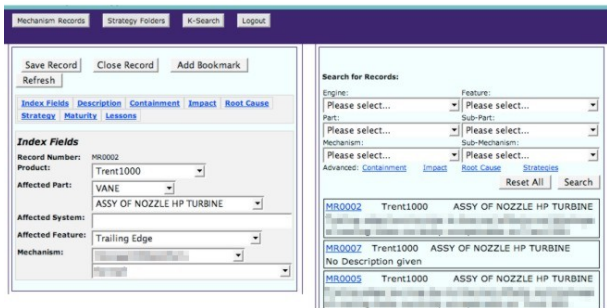 Mechanism Records Strategy Folders K-Search Logout
Save Record Close Record Add Bookmark
Refresh
Index Fields Description Containment Impact Root Cause
Strategy Maturity Lessons
Index Fields
Record Number: MR0002
Product: Trent1000
Affected Part: VANE
ASSY OF NOZZLE HP TURBINE
Affected System:
Affected Feature: Trailing Edge
Mechanism:
Search for Records:
Engine: Feature:
Please select... Please select...
Part: Sub-Part:
Please select... Please select...
Mechanism: Sub-Mechanism:
Please select... Please select...
Advanced: Containment Impact Root Cause Strategies
Reset All Search
MR0002 Trent1000 ASSY OF NOZZLE HP TURBINE
MR0007 Trent1000 ASSY OF NOZZLE HP TURBINE
No Description given
MR0005 Trent1000 ASSY OF NOZZLE HP TURBINE